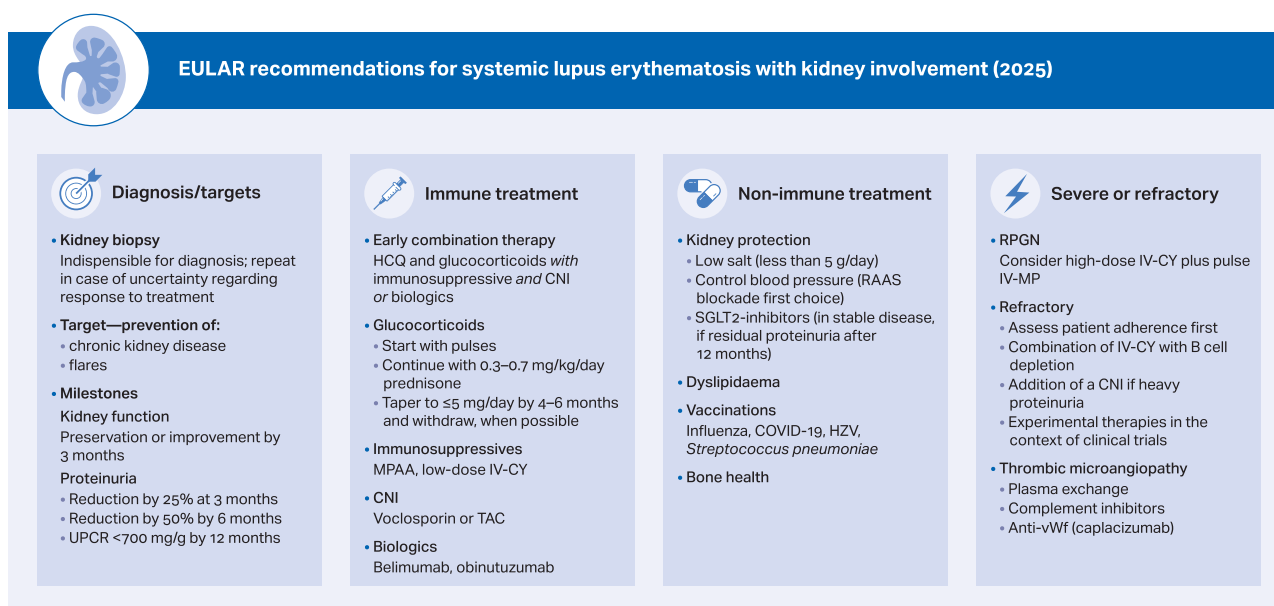 EULAR recommendations for systemic lupus erythematosis with kidney involvement (2025)
Diagnosis/targets
• Kidney biopsy
Indispensible for diagnosis; repeat
in case of uncertainty regarding
response to treatment
• Target—prevention of:
• chronic kidney disease
• flares
• Milestones
Kidney function
Preservation or improvement by
3 months
Proteinuria
• Reduction by 25% at 3 months
• Reduction by 50% by 6 months
• UPCR <700 mg/g by 12 months
Immune treatment
• Early combination therapy
HCQ and glucocorticoids with
immunosuppressive and CNI
or biologics
• Glucocorticoids
• Start with pulses
• Continue with 0.3–0.7 mg/kg/day
prednisone
• Taper to ≤5 mg/day by 4–6 months
and withdraw, when possible
• Immunosuppressives
MPAA, low-dose IV-CY
• CNI
Voclosporin or TAC
• Biologics
Belimumab, obinutuzumab
Non-immune treatment
• Kidney protection
• Low salt (less than 5 g/day)
• Control blood pressure (RAAS
blockade first choice)
• SGLT2-inhibitors (in stable disease,
if residual proteinuria after
12 months)
• Dyslipidaema
• Vaccinations
Influenza, COVID-19, HZV,
Streptococcus pneumoniae
• Bone health
Severe or refractory
• RPGN
Consider high-dose IV-CY plus pulse
IV-MP
• Refractory
• Assess patient adherence first
• Combination of IV-CY with B cell
depletion
• Addition of a CNI if heavy
proteinuria
• Experimental therapies in the
context of clinical trials
• Thrombic microangiopathy
• Plasma exchange
• Complement inhibitors
• Anti-vWf (caplacizumab)